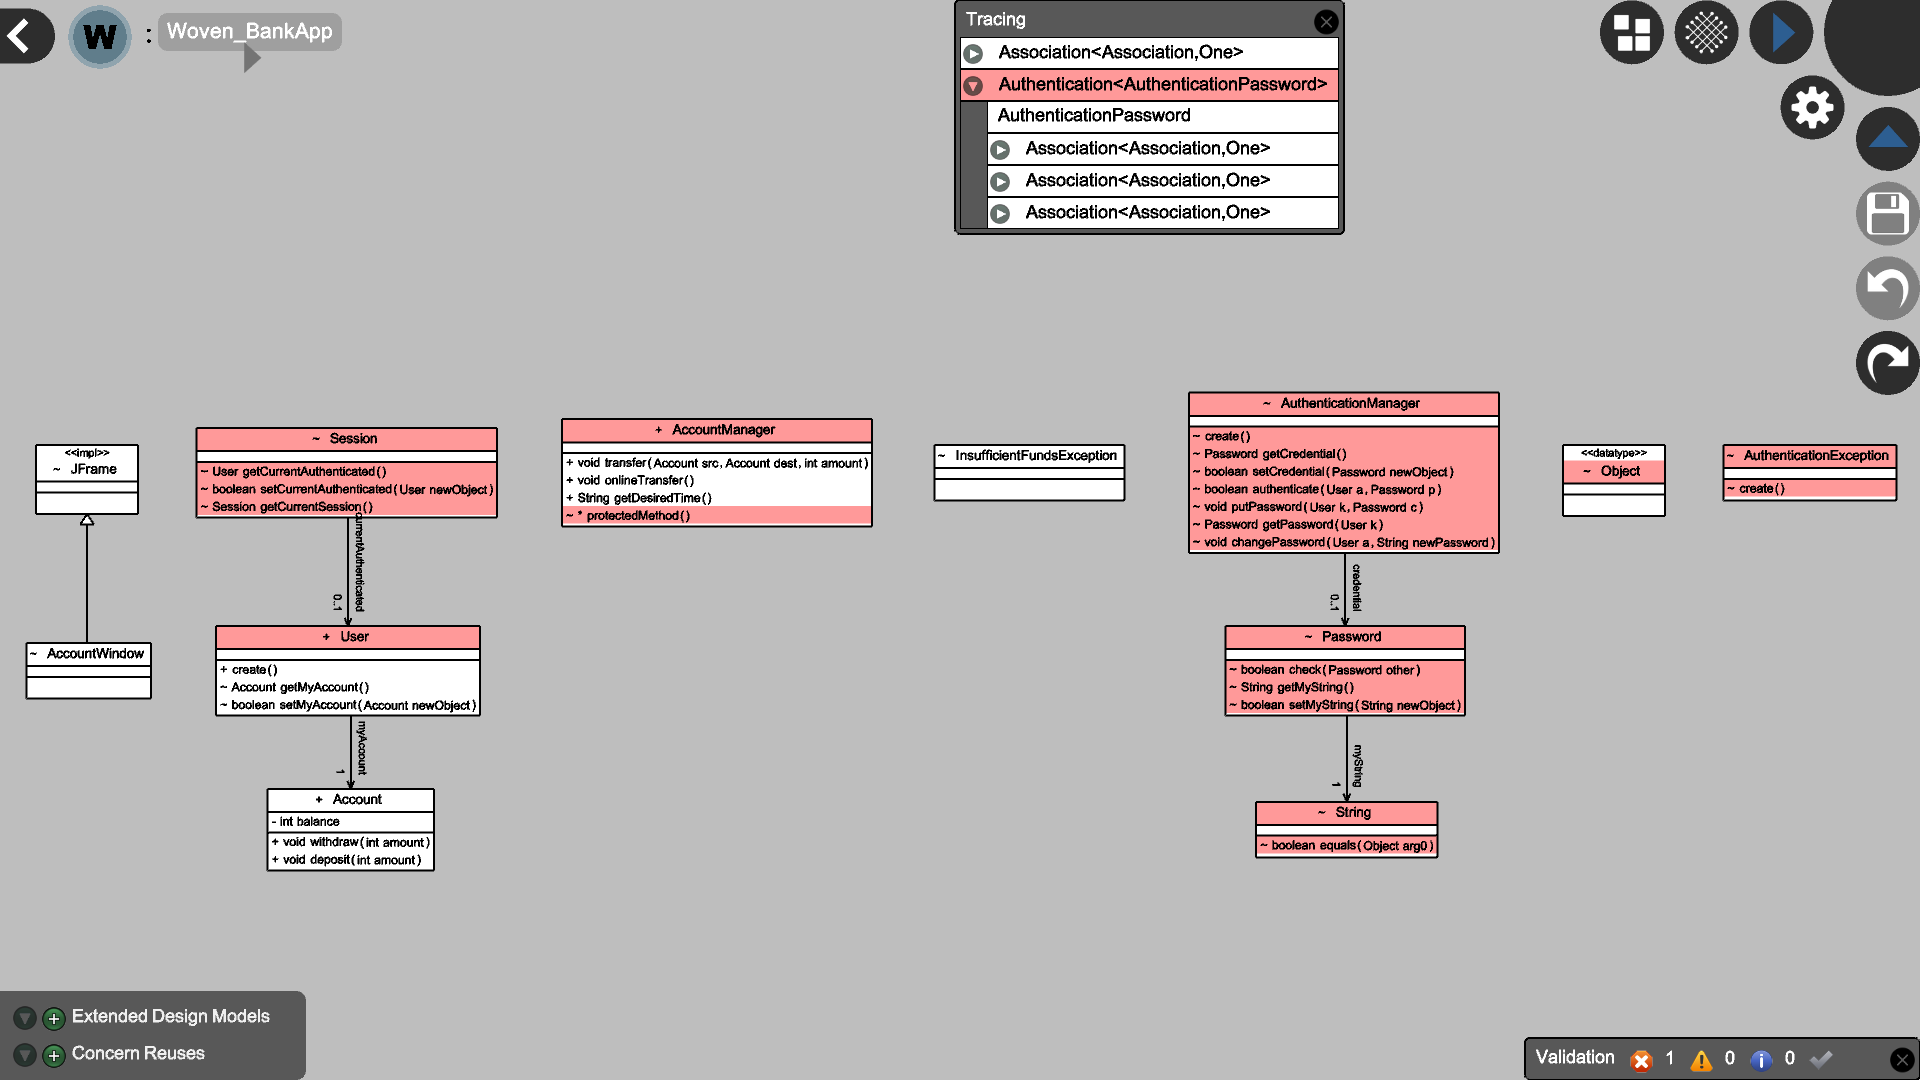 W : Woven_BankApp
Tracing
Association<Association,One>
Authentication<AuthenticationPassword>
AuthenticationPassword
Association<Association,One>
Association<Association,One>
Association<Association,One>
<<impl>>
~ JFrame
~ AccountWindow
~ Session
~ User getCurrentAuthenticated()
~ boolean setCurrentAuthenticated(User newObject)
~ Session getCurrentSession()
currentAuthenticated
0..1
+ User
+ create()
~ Account getMyAccount()
~ boolean setMyAccount(Account newObject)
myAccount
1
+ Account
- int balance
+ void withdraw(int amount)
+ void deposit(int amount)
+ AccountManager
+ void transfer(Account src, Account dest, int amount)
+ void onlineTransfer()
+ String getDesiredTime()
~ * protectedMethod()
~ InsufficientFundsException
~ AuthenticationManager
~ create()
~ Password getCredential()
~ boolean setCredential(Password newObject)
~ boolean authenticate(User a, Password p)
~ void putPassword(User k, Password c)
~ Password getPassword(User k)
~ void changePassword(User a, String newPassword)
credential
0..1
~ Password
~ boolean check(Password other)
~ String getMyString()
~ boolean setMyString(String newObject)
myString
1
~ String
~ boolean equals(Object arg0)
<<datatype>>
~ Object
~ AuthenticationException
~ create()
Extended Design Models
Concern Reuses
Validation 1 0 0